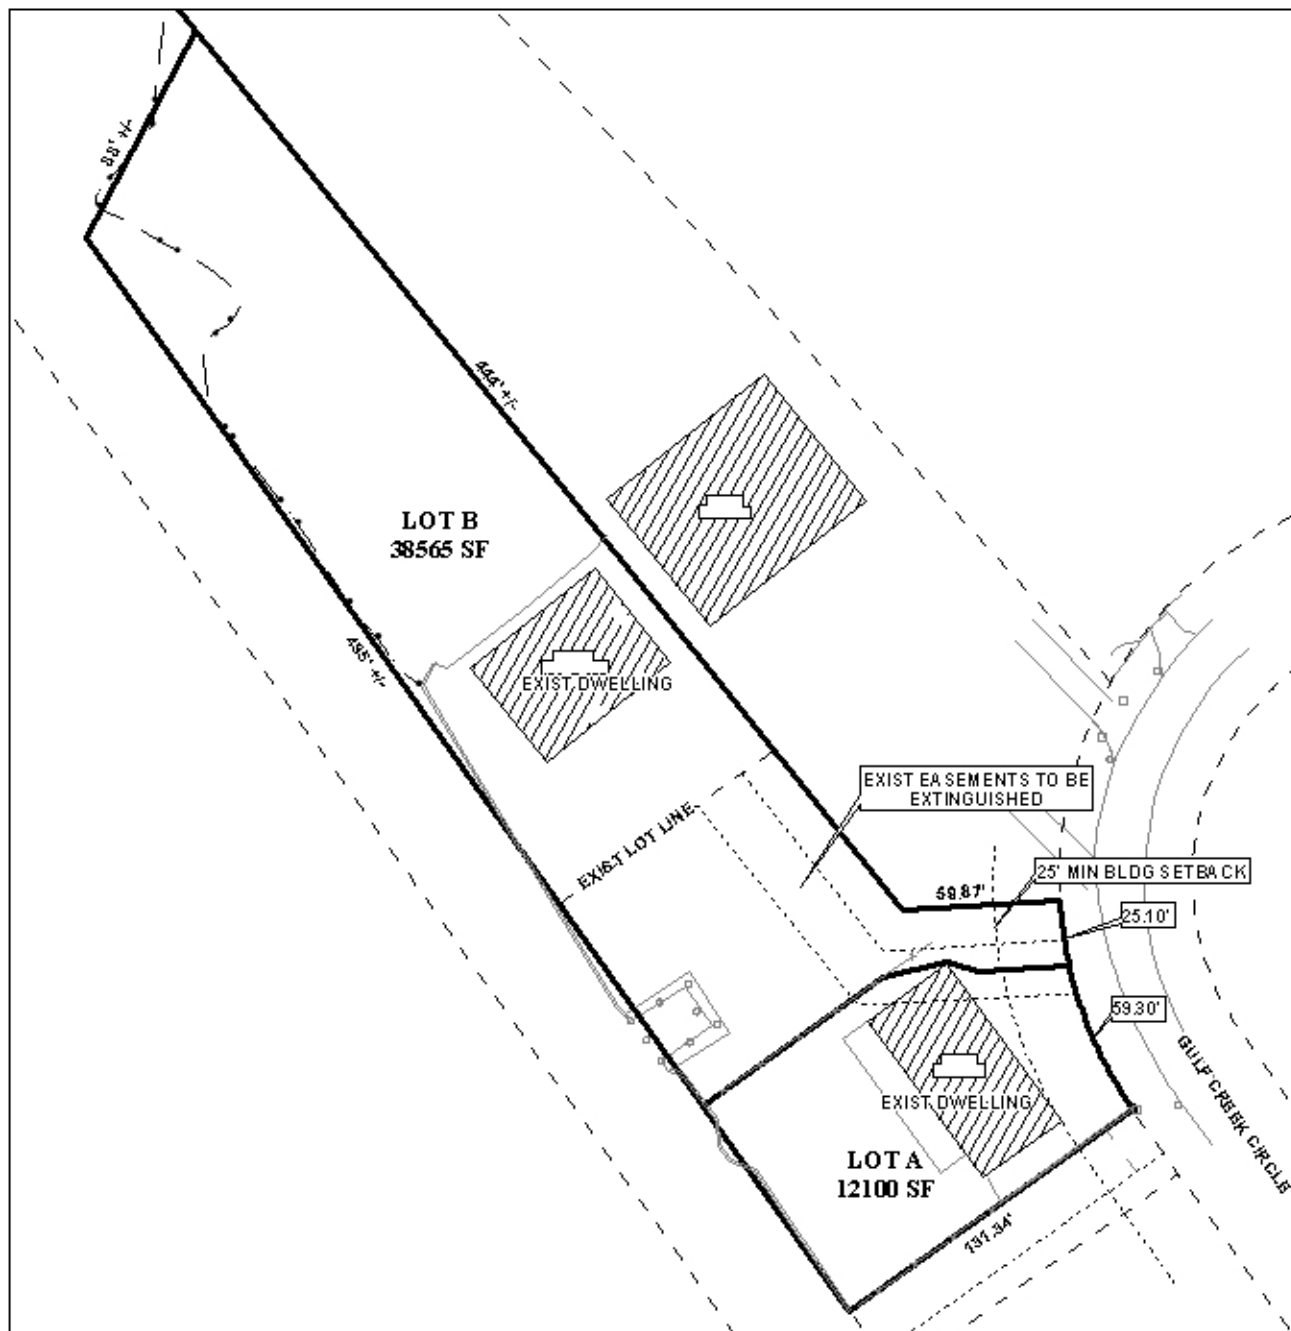 88' +/-
444' +/-
LOT B
38565 SF
495' +/-
EXIST DWELLING
EXIST EASEMENTS TO BE
EXTINGUISHED
EXIST LOT LINE
25' MIN BLDG SETBACK
59.87'
25.10'
59.30'
GULF CREEK CIRCLE
EXIST DWELLING
LOT A
12100 SF
131.34'